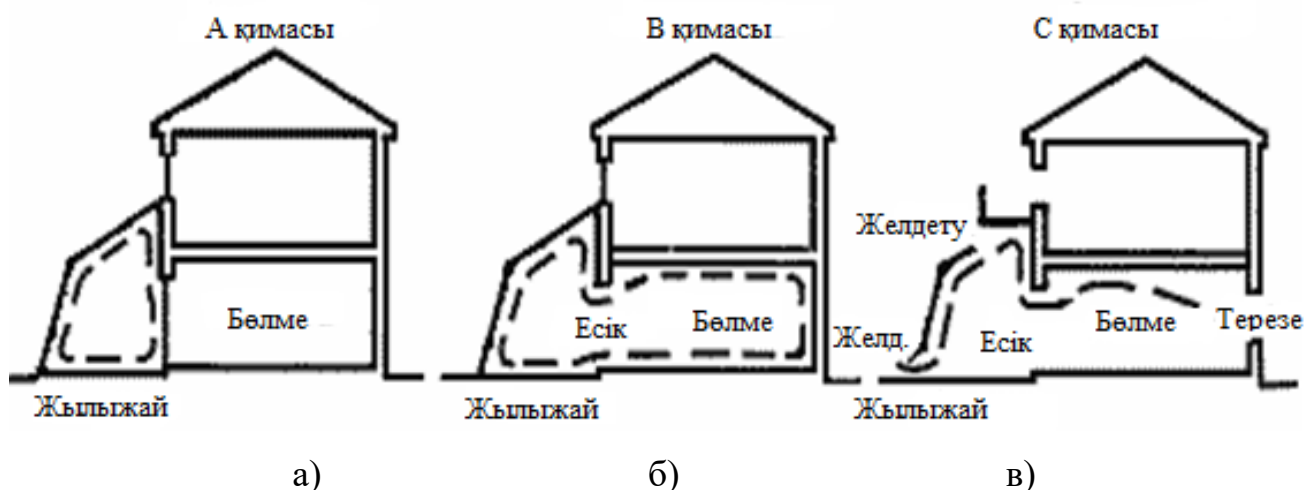 А қимасы В қимасы С қимасы
Желдету
Бөлме Есік Бөлме Желд. Есік Бөлме Терезе
Жылыжай Жылыжай Жылыжай
а) б) в)